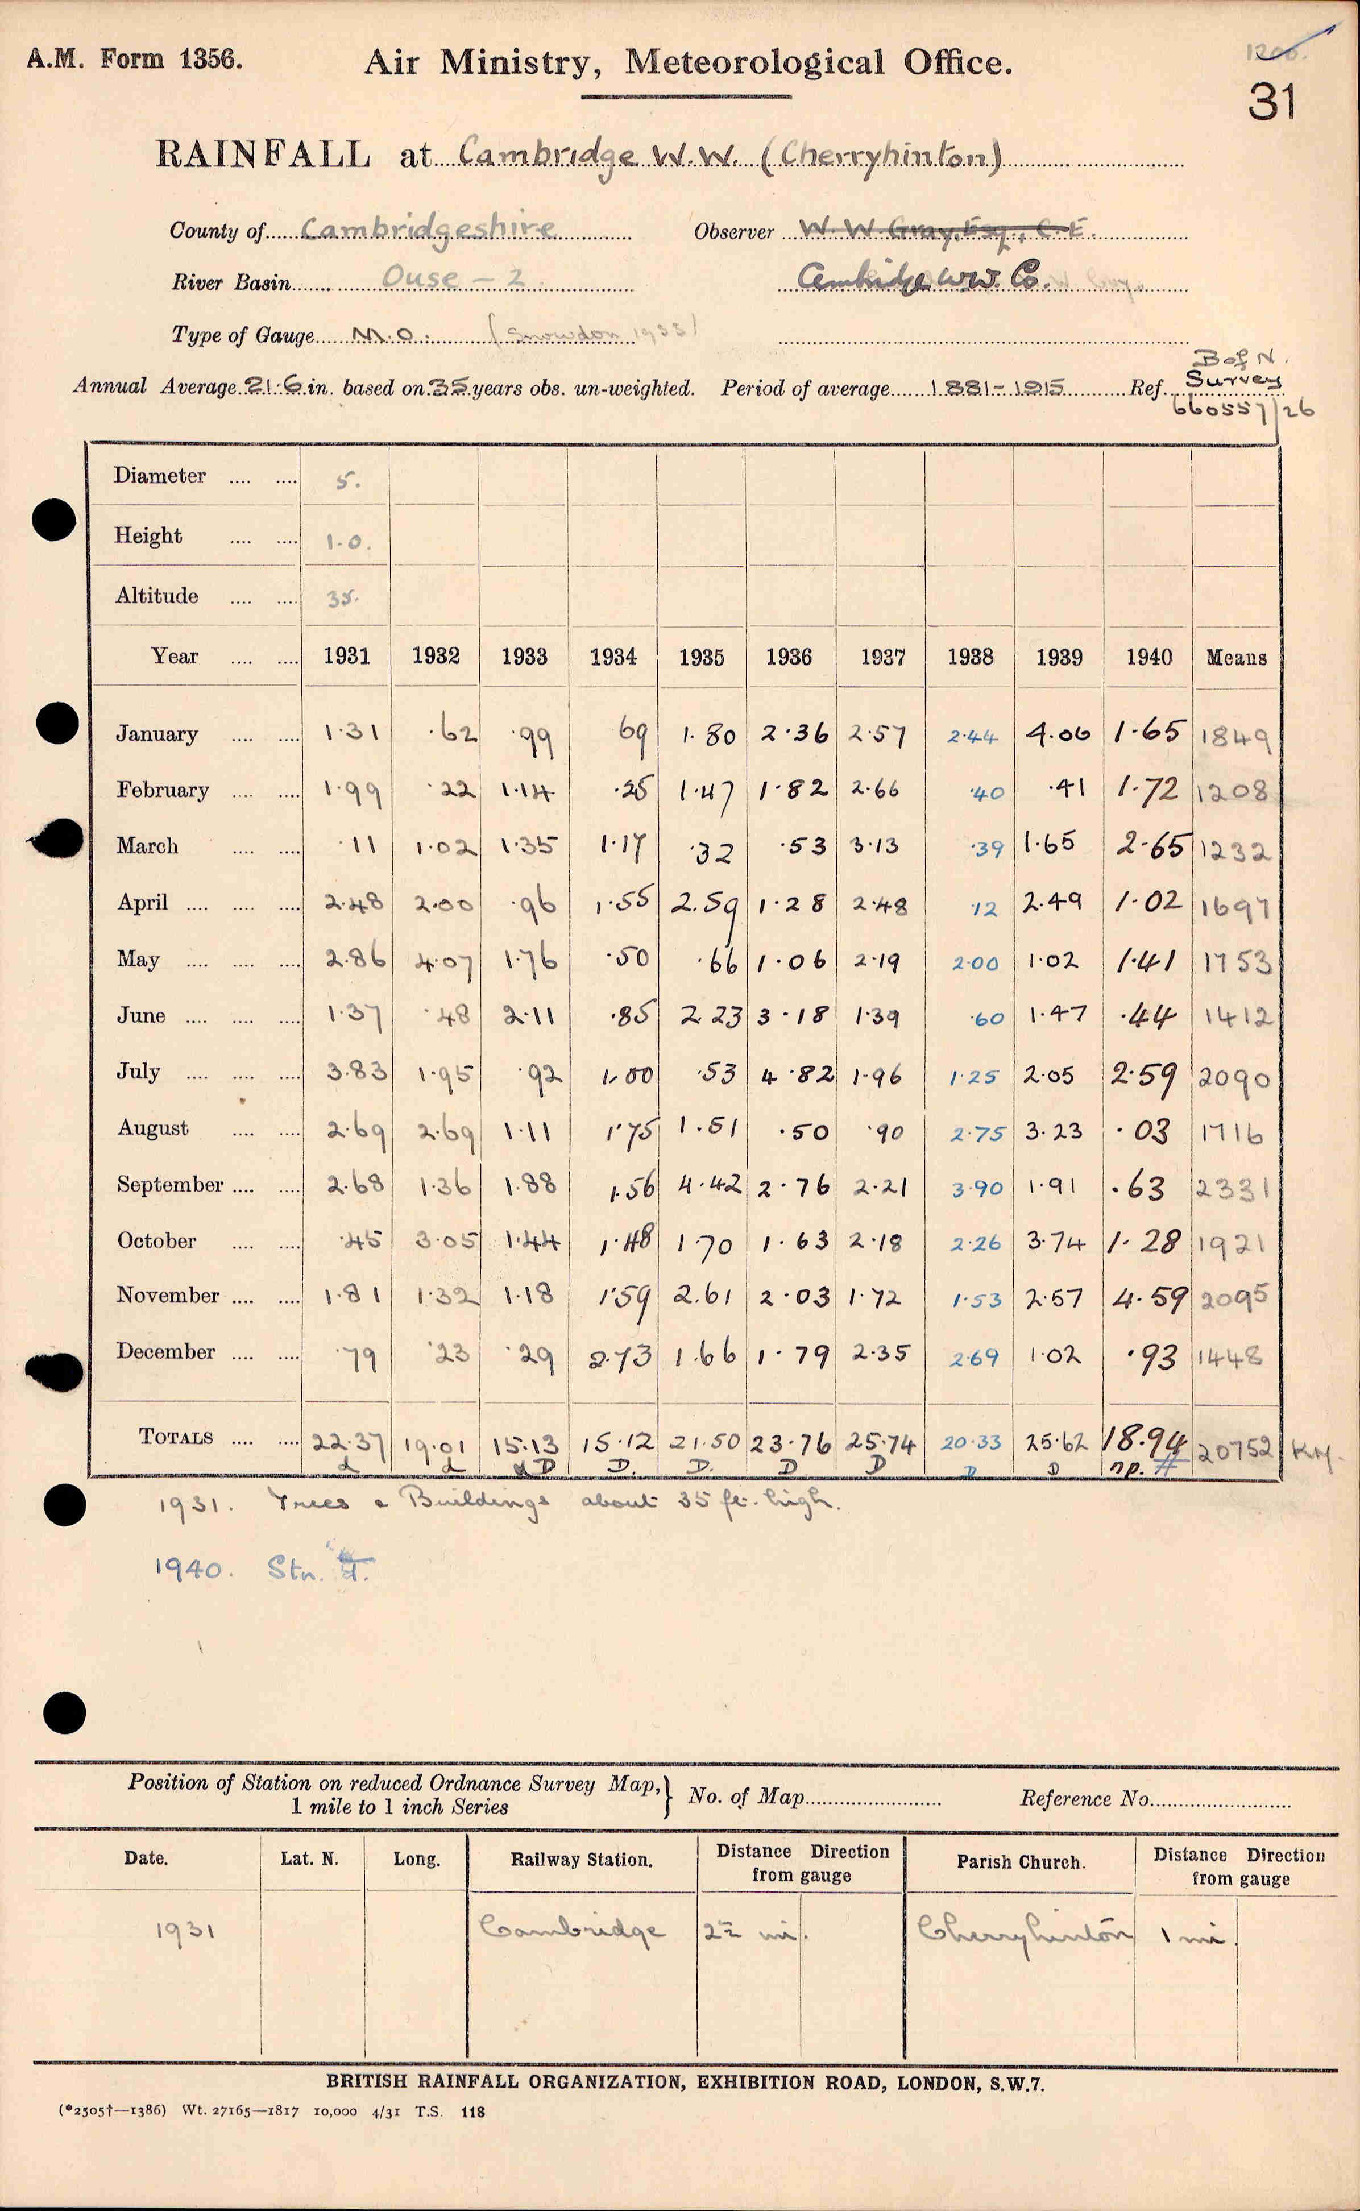 A.M. Form 1356.
Air Ministry, Meteorological Office.
31
RAINFALL at Cambridge W.W. (Cherryhinton)
County of Cambridgeshire Observer W. W. Gray, Esq., C.E.
River Basin Ouse - 2 Cambridge W.W. Co.
Type of Gauge M.O. (Snowdon 1933)
Annual Average 21.6 in. based on 35 years obs. un-weighted. Period of average 1881-1915 Ref. B of N. Survey 660557/26
Diameter 5.
Height 1.0.
Altitude 35.
Year 1931 1932 1933 1934 1935 1936 1937 1938 1939 1940 Means
January 1.31 .62 .99 69 1.80 2.36 2.57 2.44 4.06 1.65 1849
February 1.99 .22 1.14 .25 1.47 1.82 2.66 .40 .41 1.72 1208
March .11 1.02 1.35 1.17 .32 .53 3.13 .39 1.65 2.65 1232
April 2.48 2.00 .96 1.55 2.59 1.28 2.48 .12 2.49 1.02 1697
May 2.86 4.07 1.76 .50 .66 1.06 2.19 2.00 1.02 1.41 1753
June 1.37 .48 2.11 .85 2.23 3.18 1.39 .60 1.47 .44 1412
July 3.83 1.95 .92 1.00 .53 4.82 1.96 1.25 2.05 2.59 2090
August 2.69 2.69 1.11 1.75 1.51 .50 .90 2.75 3.23 .03 1716
September 2.68 1.36 1.88 1.56 4.42 2.76 2.21 3.90 1.91 .63 2331
October .45 3.05 1.44 1.48 1.70 1.63 2.18 2.26 3.74 1.28 1921
November 1.81 1.32 1.18 1.59 2.61 2.03 1.72 1.53 2.57 4.59 2095
December .79 .23 .29 2.73 1.66 1.79 2.35 2.69 1.02 .93 1448
TOTALS 22.37 19.01 15.13 15.12 21.50 23.76 25.74 20.33 25.62 18.94 20752
D D. D. D D D D np. #
1931. Trees & Buildings about 35 ft. high.
1940. Stn.
Position of Station on reduced Ordnance Survey Map, } No. of Map Reference No.
1 mile to 1 inch Series
Date. Lat. N. Long. Railway Station. Distance Direction from gauge Parish Church. Distance Direction from gauge
1931 Cambridge 2½ mi. Cherryhinton 1 mi.
BRITISH RAINFALL ORGANIZATION, EXHIBITION ROAD, LONDON, S.W.7.
(*2505†—1386) Wt. 27165—1817 10,000 4/31 T.S. 118